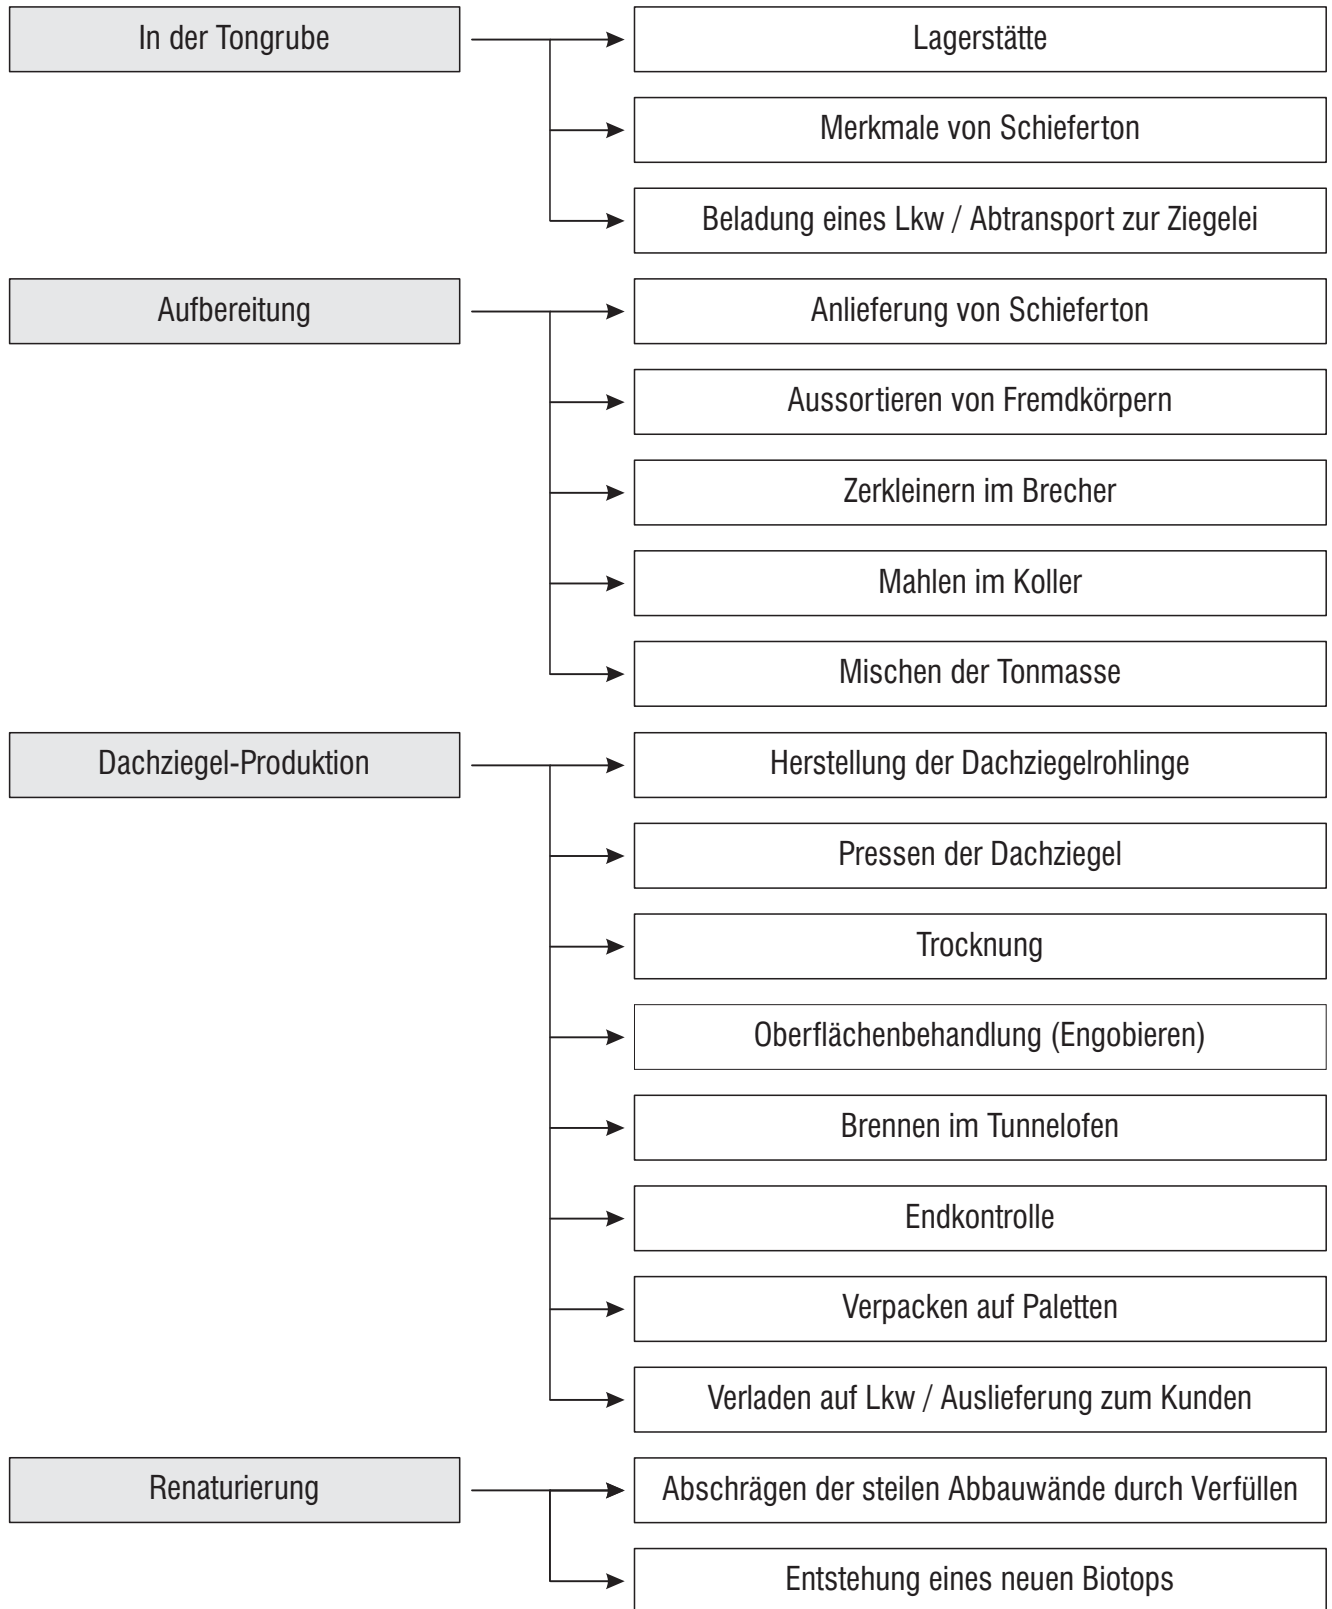 In der Tongrube
Lagerstätte
Merkmale von Schieferton
Beladung eines Lkw / Abtransport zur Ziegelei
Aufbereitung
Anlieferung von Schieferton
Aussortieren von Fremdkörpern
Zerkleinern im Brecher
Mahlen im Koller
Mischen der Tonmasse
Dachziegel-Produktion
Herstellung der Dachziegelrohlinge
Pressen der Dachziegel
Trocknung
Oberflächenbehandlung (Engobieren)
Brennen im Tunnelofen
Endkontrolle
Verpacken auf Paletten
Verladen auf Lkw / Auslieferung zum Kunden
Renaturierung
Abschrägen der steilen Abbauwände durch Verfüllen
Entstehung eines neuen Biotops